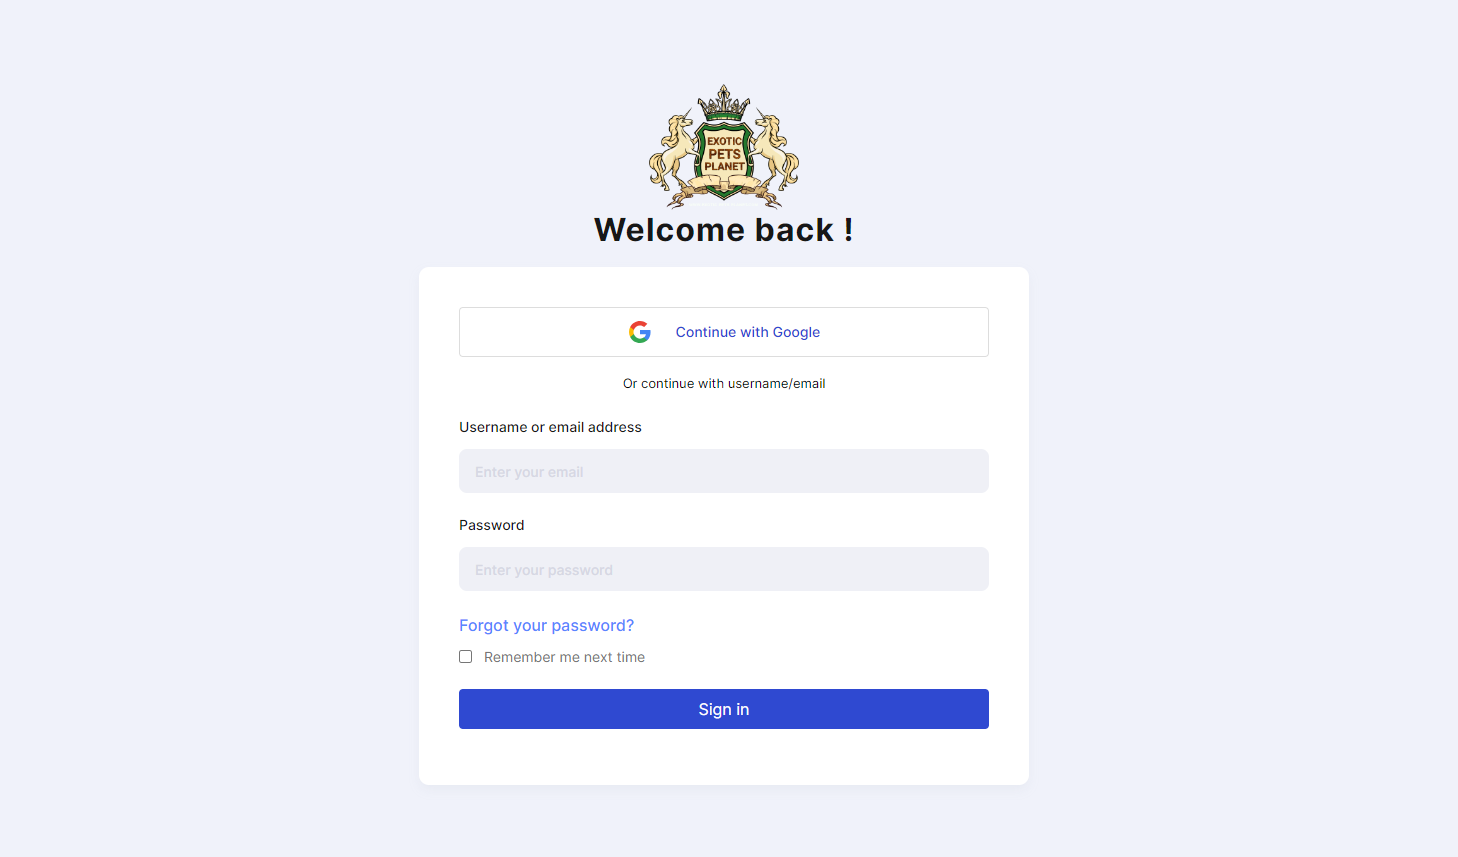 EXOTIC
PETS
PLANET
Welcome back !
Continue with Google
Or continue with username/email
Username or email address
Enter your email
Password
Enter your password
Forgot your password?
Remember me next time
Sign in